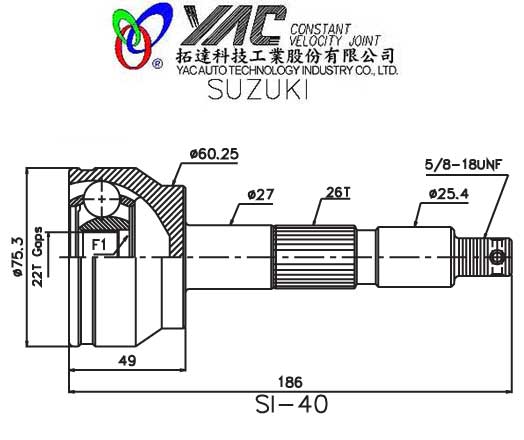 YAC CONSTANT
VELOCITY JOINT
®
拓達科技工業股份有限公司
YAC AUTO TECHNOLOGY INDUSTRY CO., LTD.
SUZUKI
ø60.25
5/8-18UNF
ø27
26T
ø25.4
ø75.3
22T Gaps
F1
49
186
SI-40